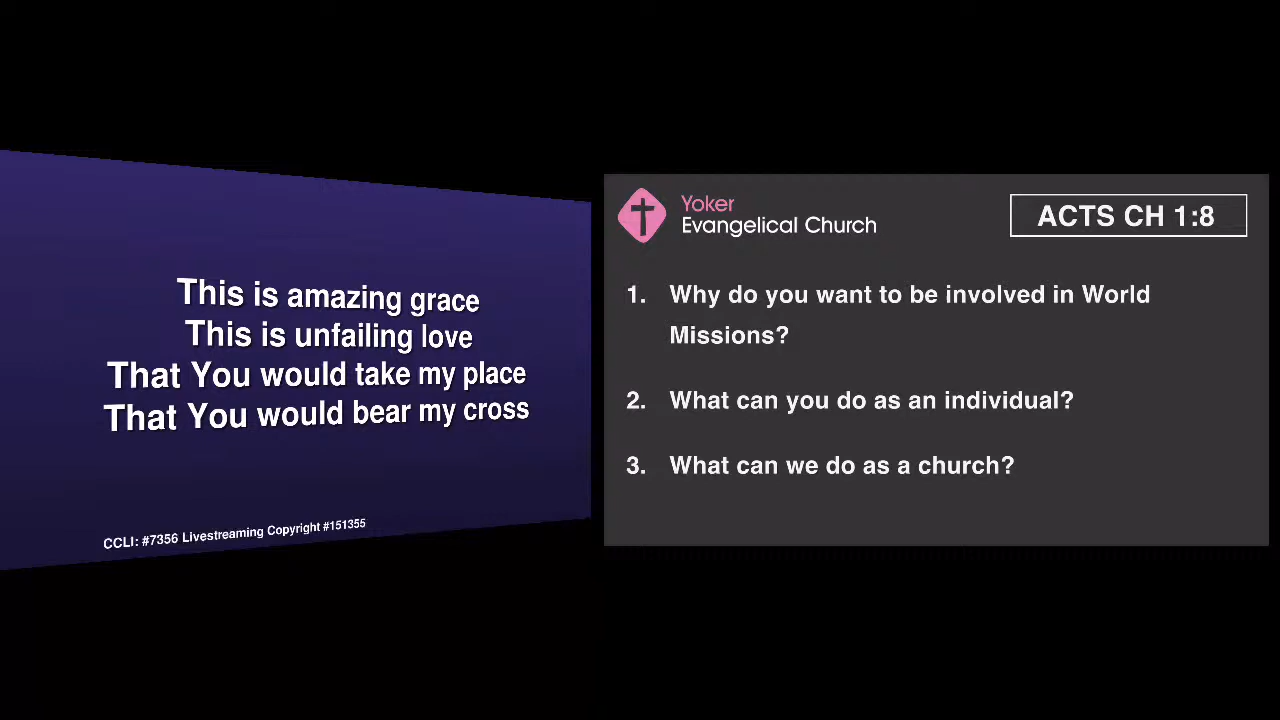 This is amazing grace
This is unfailing love
That You would take my place
That You would bear my cross
CCLI: #7356 Livestreaming Copyright #151355
Yoker
Evangelical Church
ACTS CH 1:8
1. Why do you want to be involved in World
Missions?
2. What can you do as an individual?
3. What can we do as a church?